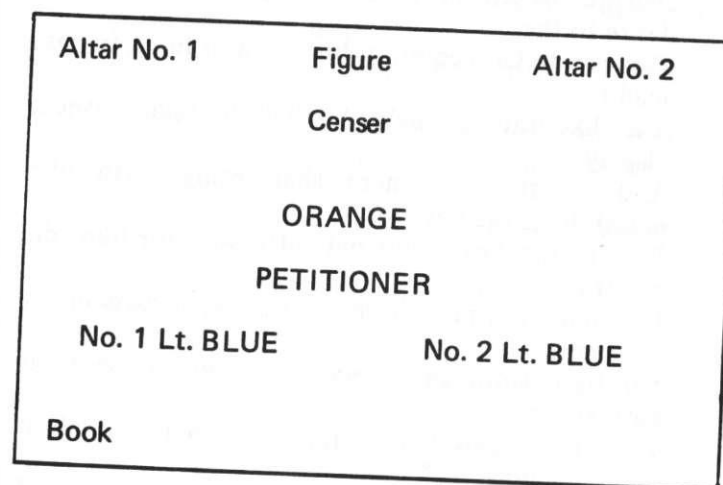 Altar No. 1 Figure Altar No. 2
Censer
ORANGE
PETITIONER
No. 1 Lt. BLUE No. 2 Lt. BLUE
Book